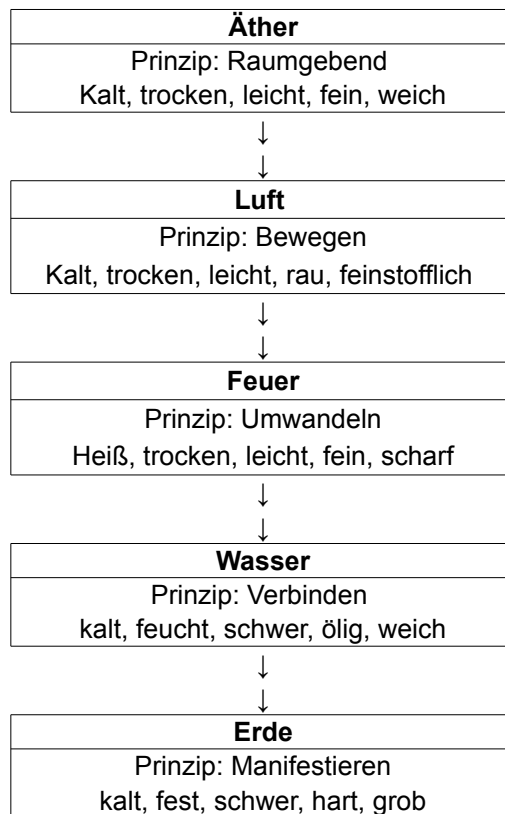 Äther
Prinzip: Raumgebend
Kalt, trocken, leicht, fein, weich
↓
↓
Luft
Prinzip: Bewegen
Kalt, trocken, leicht, rau, feinstofflich
↓
↓
Feuer
Prinzip: Umwandeln
Heiß, trocken, leicht, fein, scharf
↓
↓
Wasser
Prinzip: Verbinden
kalt, feucht, schwer, ölig, weich
↓
↓
Erde
Prinzip: Manifestieren
kalt, fest, schwer, hart, grob